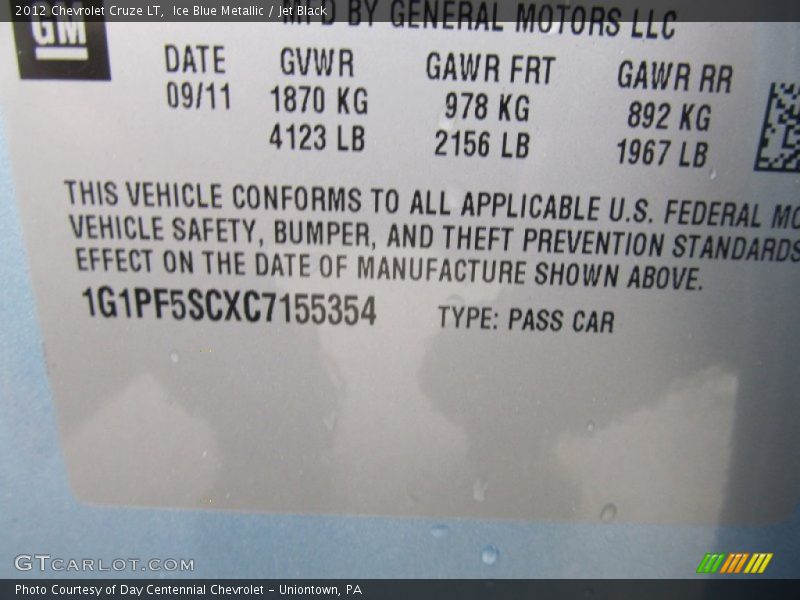 2012 Chevrolet Cruze LT,  Ice Blue Metallic / Jet Black
MFD BY GENERAL MOTORS LLC
GM
DATE GVWR GAWR FRT GAWR RR
09/11 1870 KG 978 KG 892 KG
4123 LB 2156 LB 1967 LB
THIS VEHICLE CONFORMS TO ALL APPLICABLE U.S. FEDERAL MO
VEHICLE SAFETY, BUMPER, AND THEFT PREVENTION STANDARDS
EFFECT ON THE DATE OF MANUFACTURE SHOWN ABOVE.
1G1PF5SCXC7155354 TYPE: PASS CAR
GTCARLOT.COM
Photo Courtesy of Day Centennial Chevrolet - Uniontown, PA